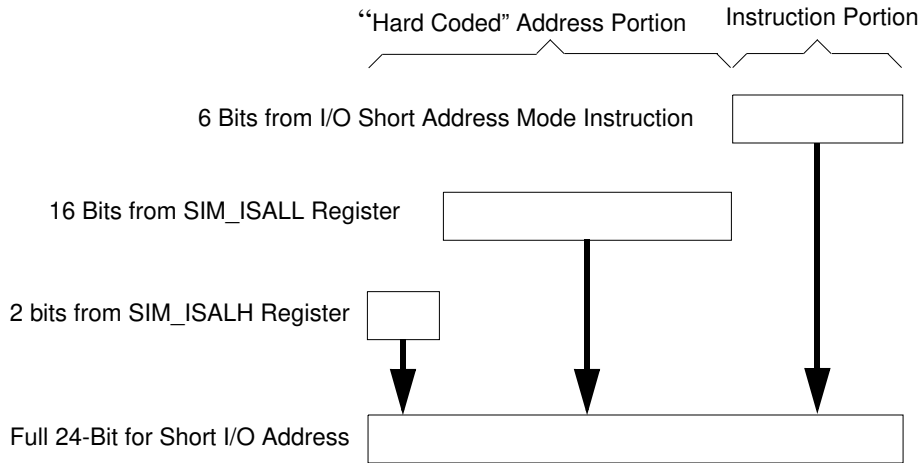 “Hard Coded” Address Portion
Instruction Portion
6 Bits from I/O Short Address Mode Instruction
16 Bits from SIM_ISALL Register
2 bits from SIM_ISALH Register
Full 24-Bit for Short I/O Address